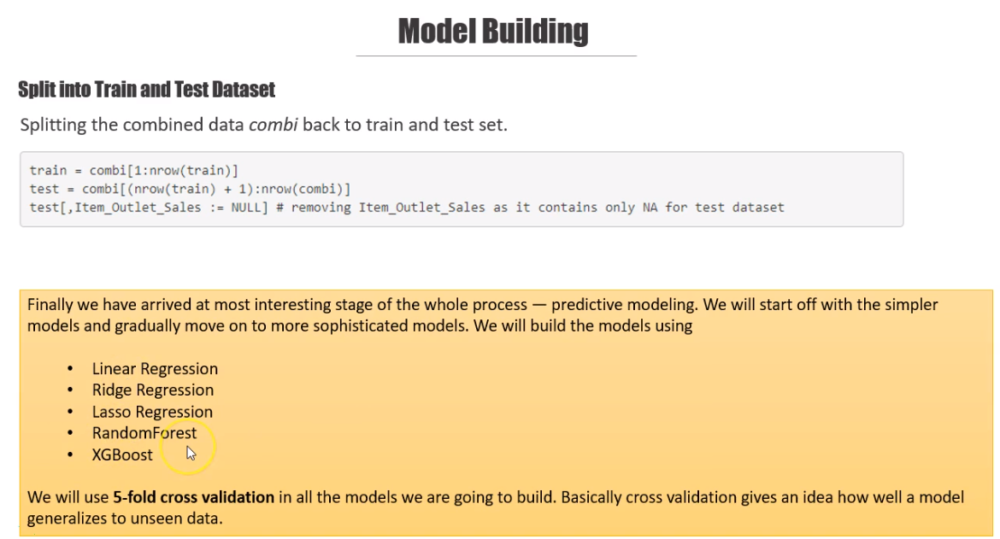 Model Building
Split into Train and Test Dataset
Splitting the combined data combi back to train and test set.
train = combi[1:nrow(train)]
test = combi[(nrow(train) + 1):nrow(combi)]
test[,Item_Outlet_Sales := NULL] # removing Item_Outlet_Sales as it contains only NA for test dataset
Finally we have arrived at most interesting stage of the whole process — predictive modeling. We will start off with the simpler
models and gradually move on to more sophisticated models. We will build the models using
• Linear Regression
• Ridge Regression
• Lasso Regression
• RandomForest
• XGBoost
We will use 5-fold cross validation in all the models we are going to build. Basically cross validation gives an idea how well a model
generalizes to unseen data.